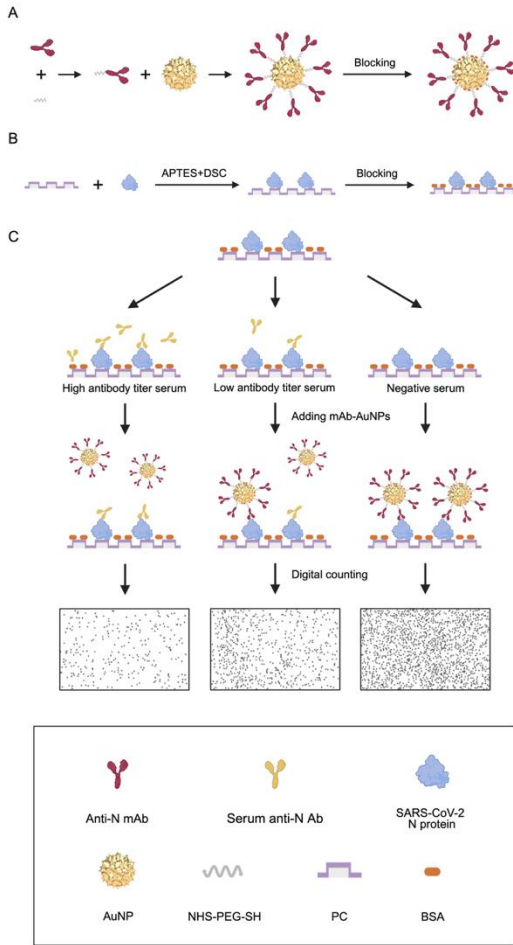 A
Blocking
B
APTES+DSC
Blocking
C
High antibody titer serum
Low antibody titer serum
Negative serum
Adding mAb-AuNPs
Digital counting
Anti-N mAb
Serum anti-N Ab
SARS-CoV-2
N protein
AuNP
NHS-PEG-SH
PC
BSA